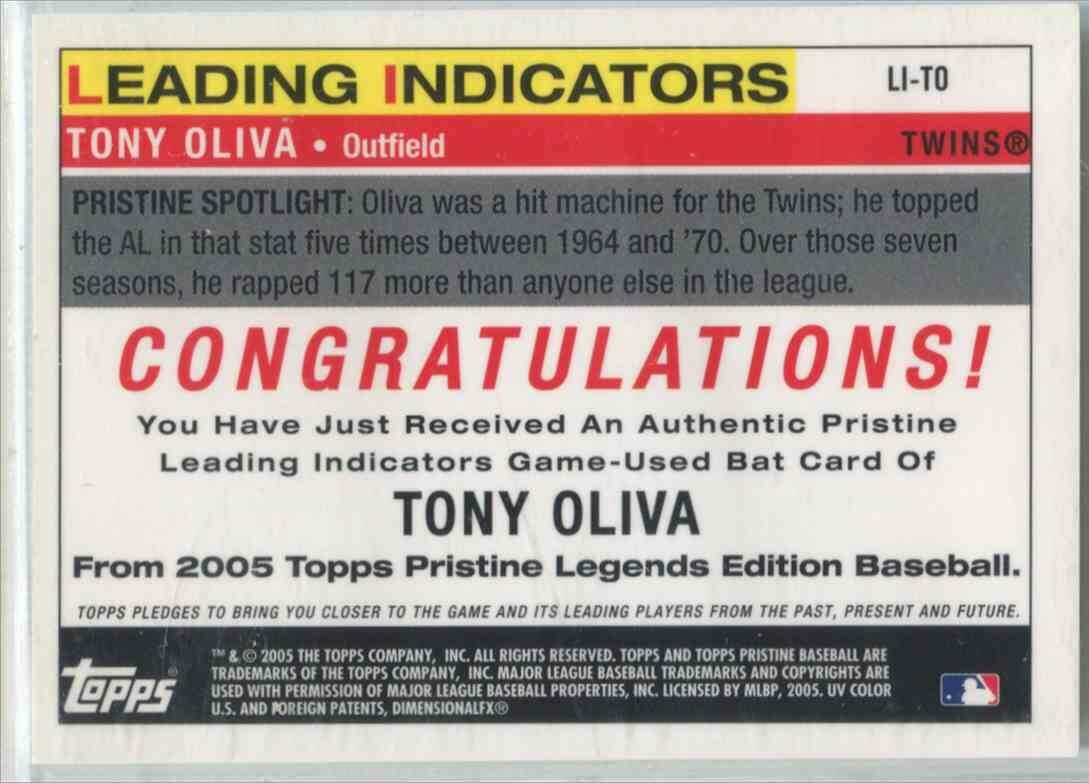 LEADING INDICATORS LI-TO
TONY OLIVA • Outfield TWINS®
PRISTINE SPOTLIGHT: Oliva was a hit machine for the Twins; he topped
the AL in that stat five times between 1964 and '70. Over those seven
seasons, he rapped 117 more than anyone else in the league.
CONGRATULATIONS!
You Have Just Received An Authentic Pristine
Leading Indicators Game-Used Bat Card Of
TONY OLIVA
From 2005 Topps Pristine Legends Edition Baseball.
TOPPS PLEDGES TO BRING YOU CLOSER TO THE GAME AND ITS LEADING PLAYERS FROM THE PAST, PRESENT AND FUTURE.
topps®
™ & © 2005 THE TOPPS COMPANY, INC. ALL RIGHTS RESERVED. TOPPS AND TOPPS PRISTINE BASEBALL ARE
TRADEMARKS OF THE TOPPS COMPANY, INC. MAJOR LEAGUE BASEBALL TRADEMARKS AND COPYRIGHTS ARE
USED WITH PERMISSION OF MAJOR LEAGUE BASEBALL PROPERTIES, INC. LICENSED BY MLBP, 2005. UV COLOR
U.S. AND FOREIGN PATENTS, DIMENSIONALFX®